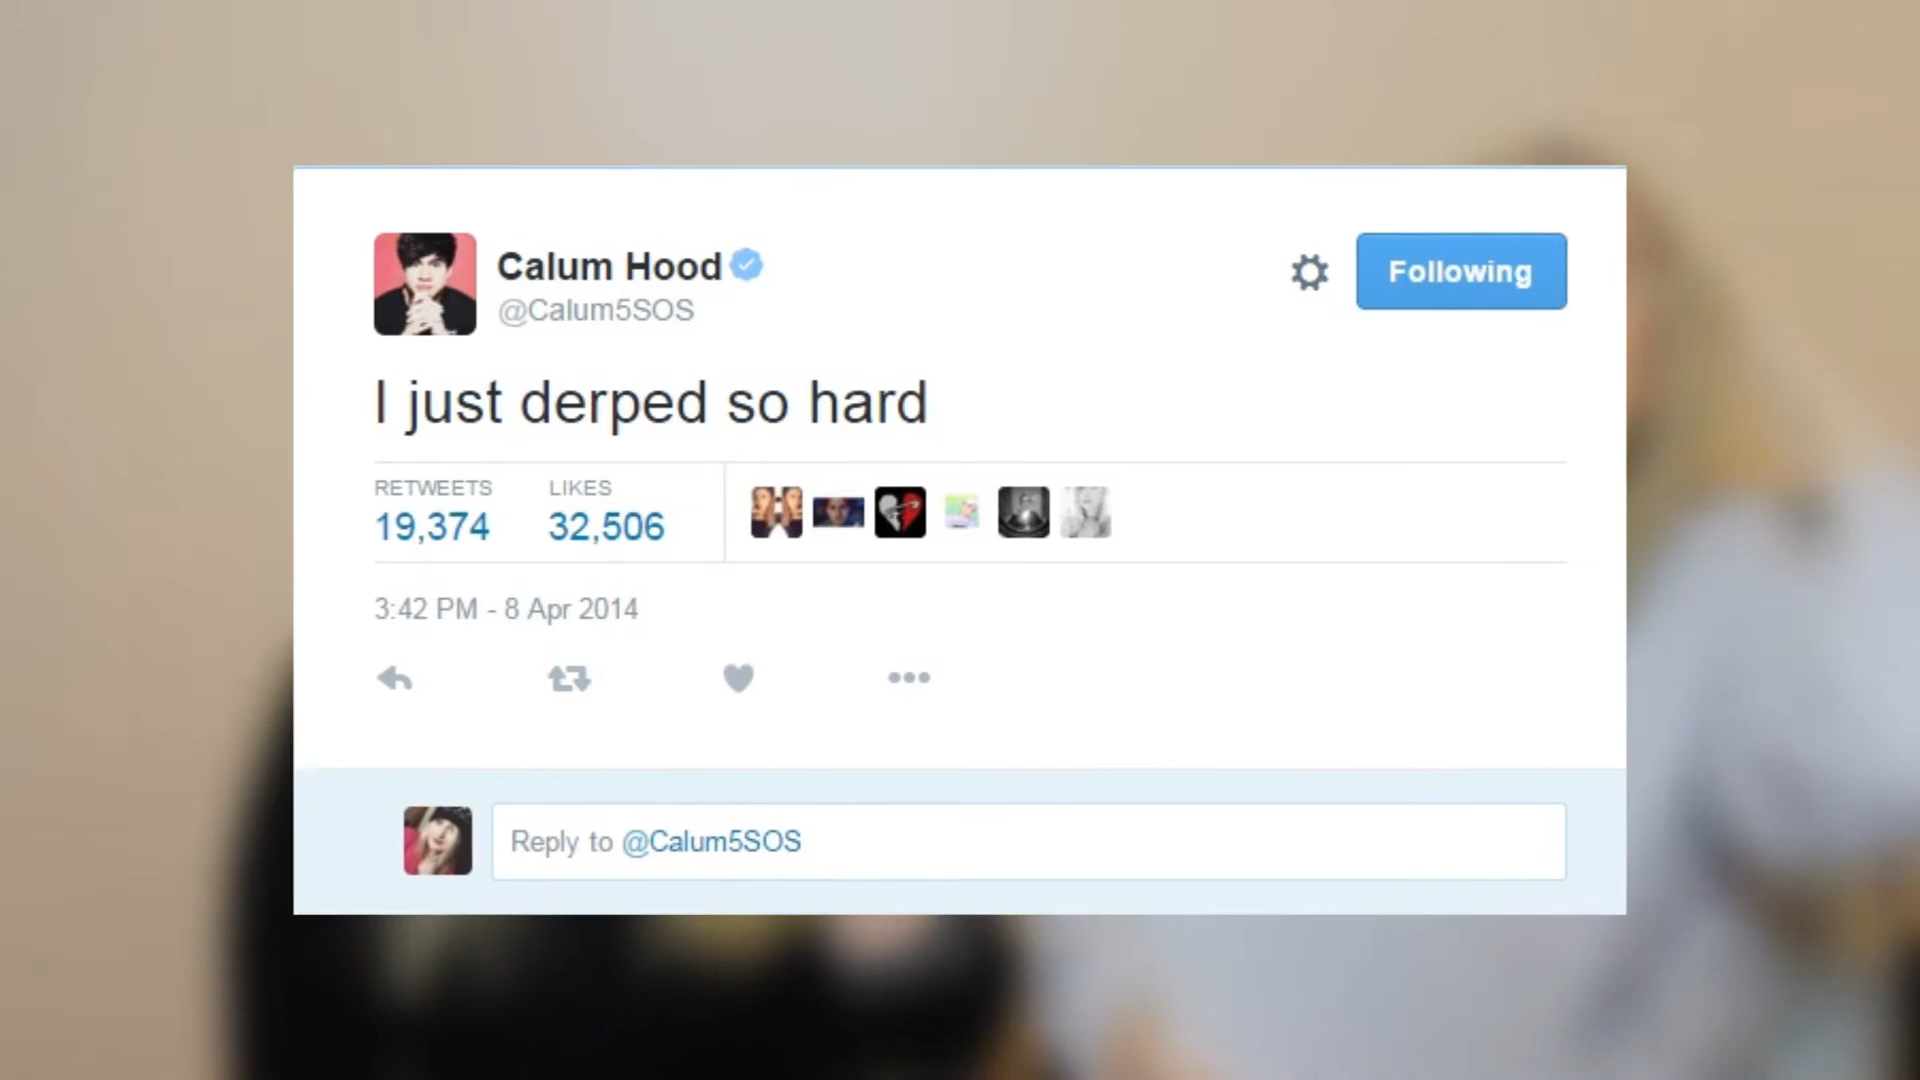 Calum Hood
@Calum5SOS
Following
I just derped so hard
RETWEETS LIKES
19,374 32,506
3:42 PM - 8 Apr 2014
Reply to @Calum5SOS